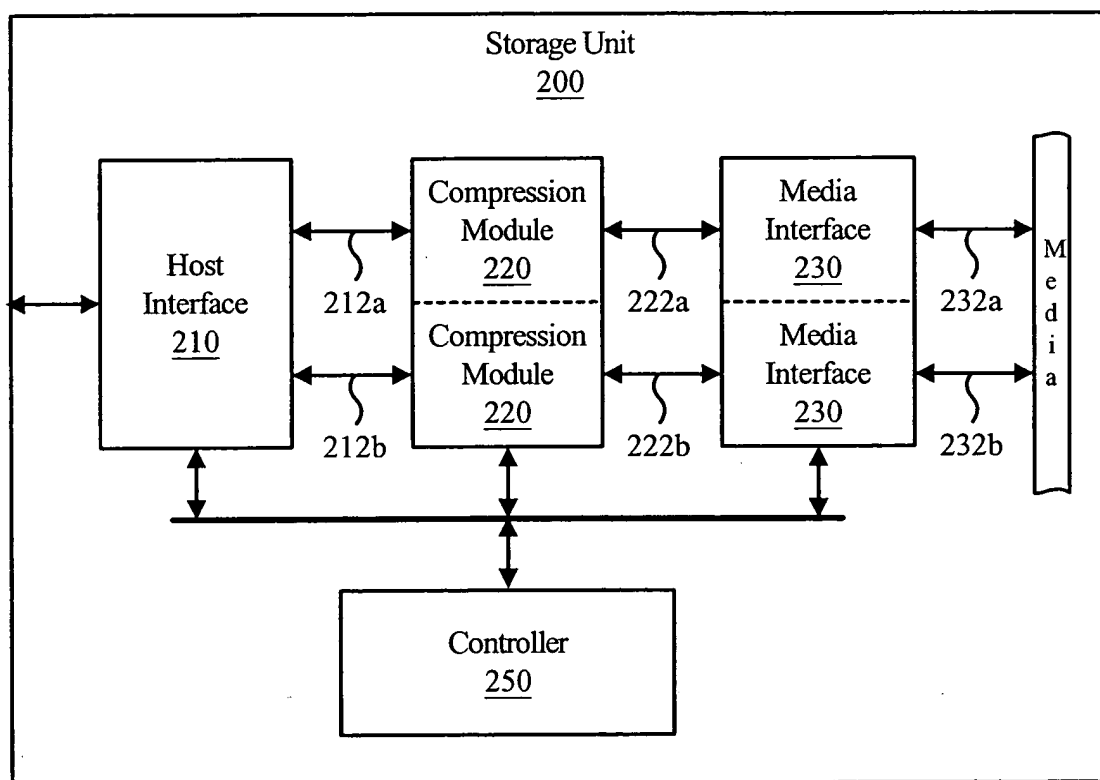 Storage Unit
200
Host
Interface
210
212a
212b
Compression
Module
220
Compression
Module
220
222a
222b
Media
Interface
230
Media
Interface
230
232a
232b
Media
Controller
250